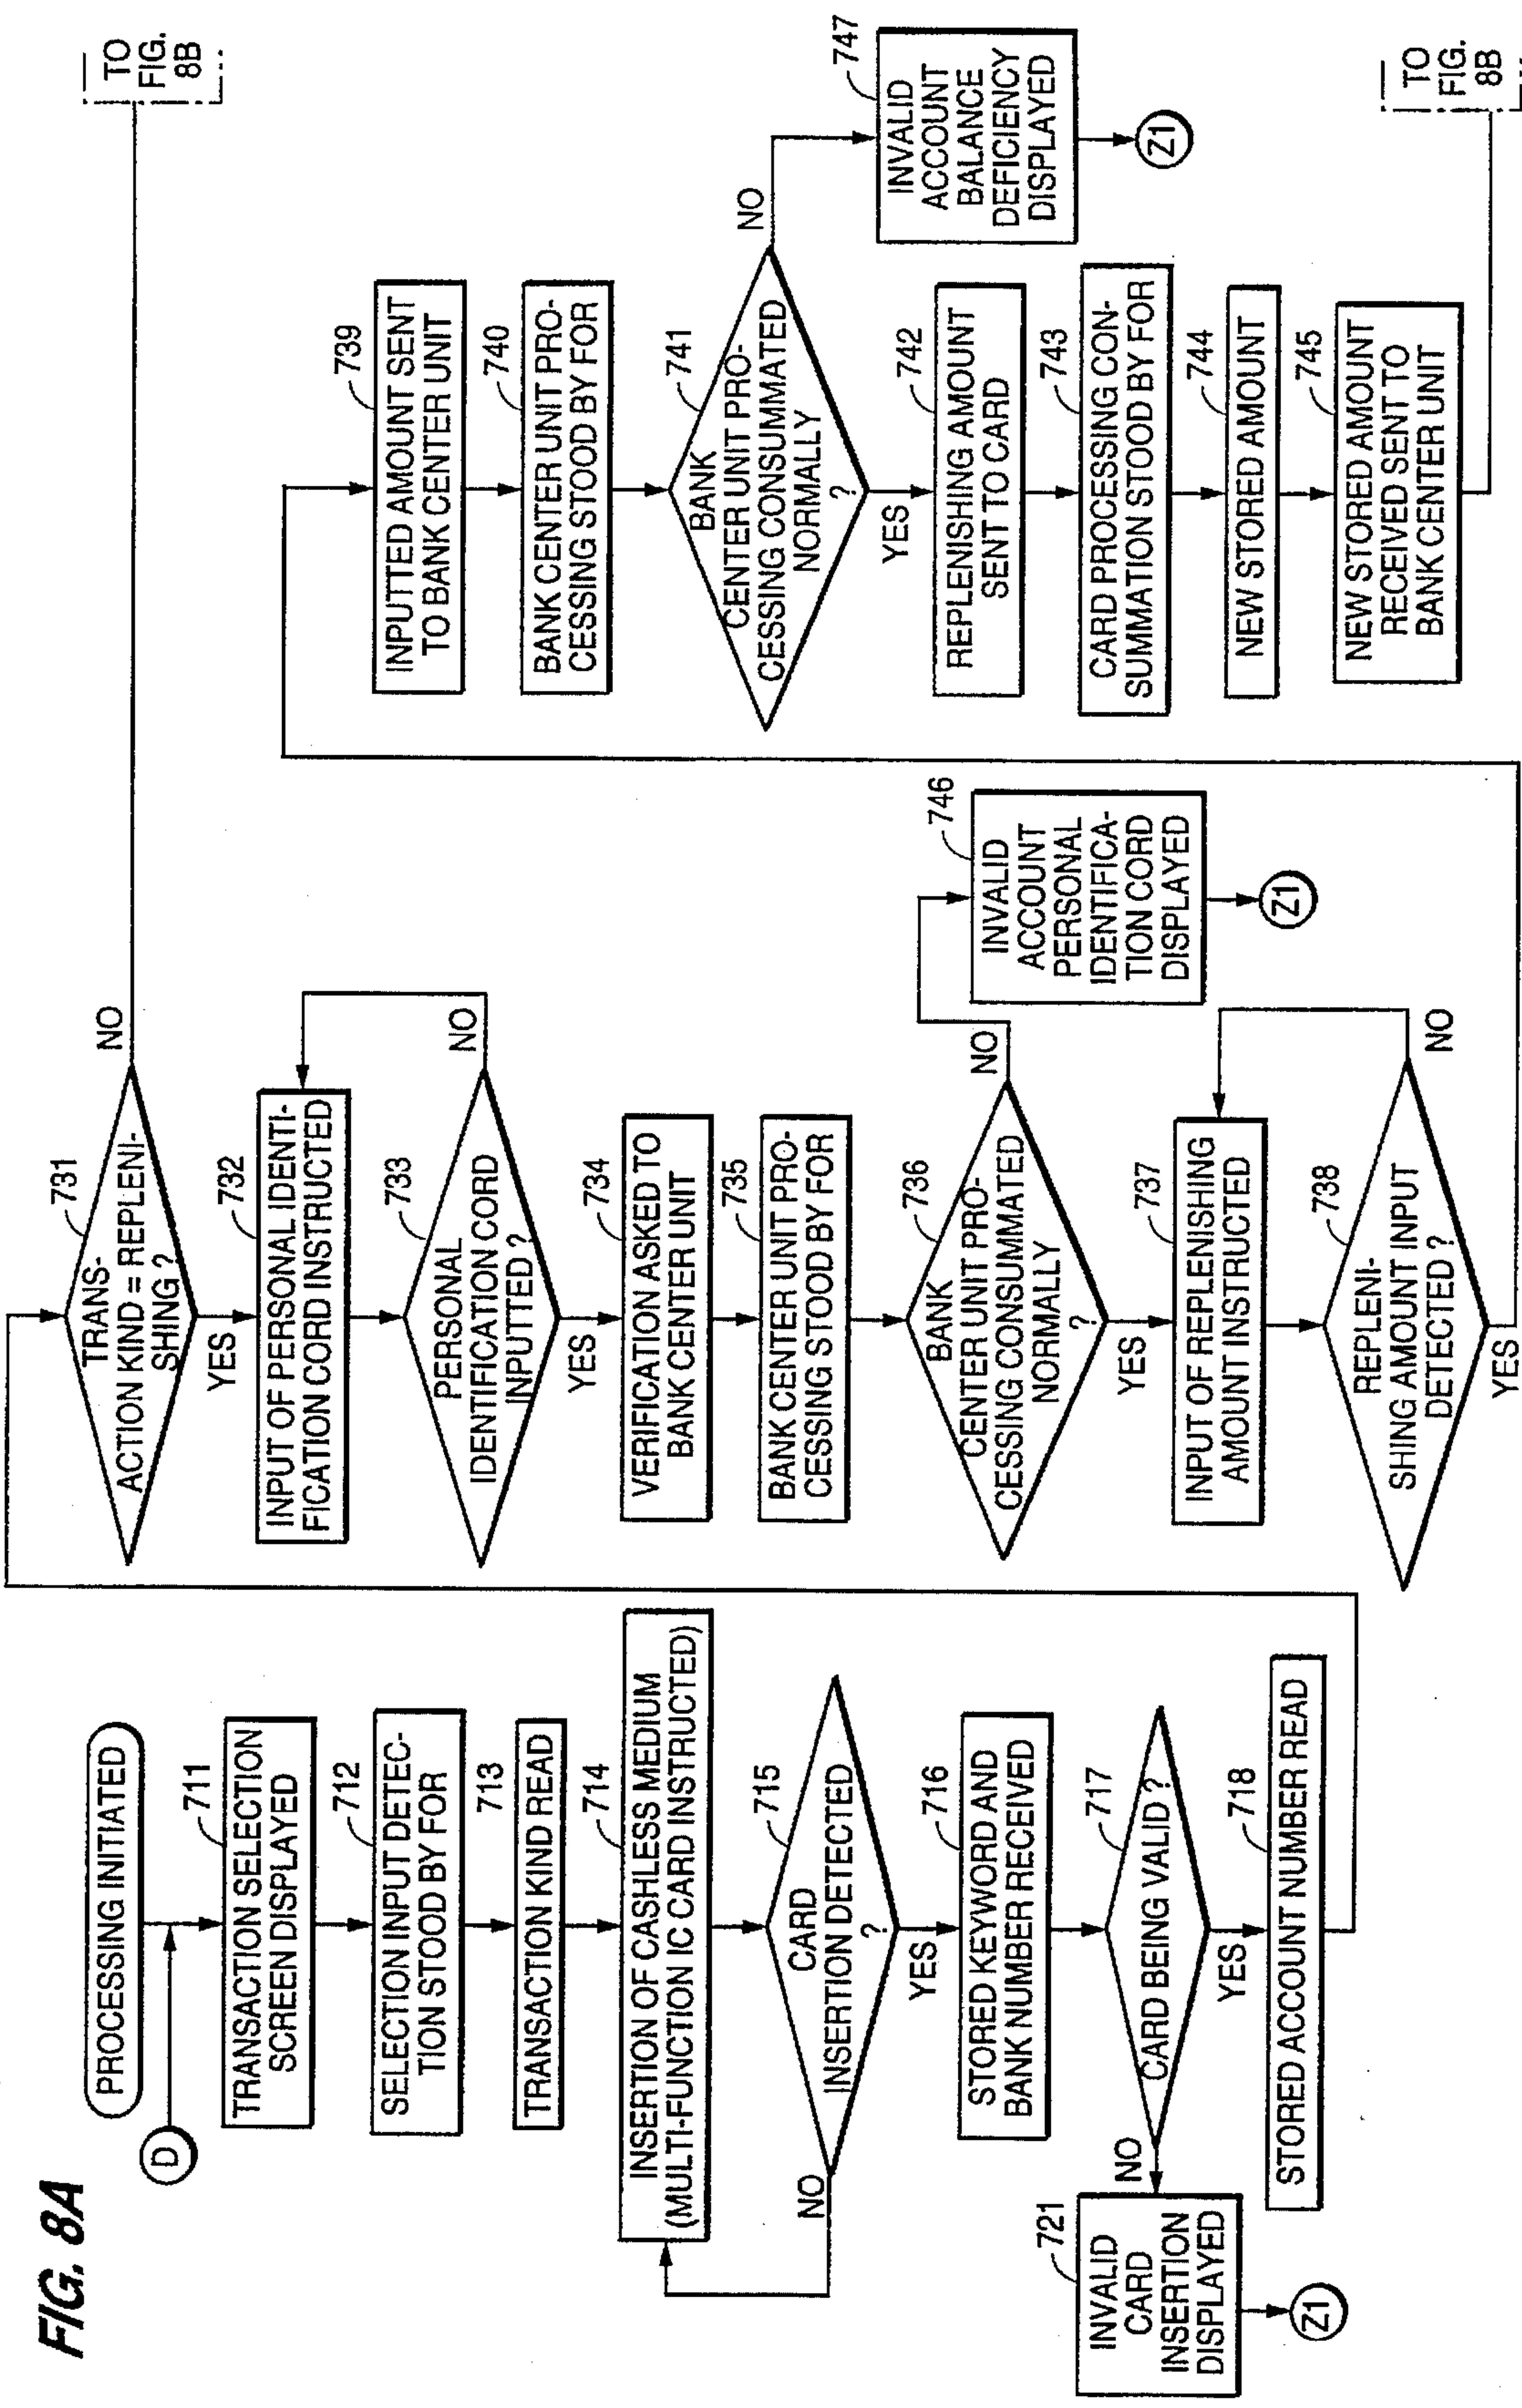 FIG. 8A
PROCESSING INITIATED
D
711
TRANSACTION SELECTION
SCREEN DISPLAYED
712
SELECTION INPUT DETEC-
TION STOOD BY FOR
713
TRANSACTION KIND READ
714
INSERTION OF CASHLESS MEDIUM
(MULTI-FUNCTION IC CARD INSTRUCTED)
715
CARD
INSERTION DETECTED
?
NO
YES
716
STORED KEYWORD AND
BANK NUMBER RECEIVED
717
CARD BEING VALID ?
NO
YES
721
INVALID
CARD
INSERTION
DISPLAYED
Z1
718
STORED ACCOUNT NUMBER READ
731
TRANS-
ACTION KIND = REPLENI-
SHING ?
NO
YES
TO
FIG.
8B
732
INPUT OF PERSONAL IDENTI-
FICATION CORD INSTRUCTED
733
PERSONAL
IDENTIFICATION CORD
INPUTTED ?
NO
YES
734
VERIFICATION ASKED TO
BANK CENTER UNIT
735
BANK CENTER UNIT PRO-
CESSING STOOD BY FOR
736
BANK
CENTER UNIT PRO-
CESSING CONSUMMATED
NORMALLY
?
NO
YES
746
INVALID
ACCOUNT
PERSONAL
IDENTIFICA-
TION CORD
DISPLAYED
Z1
737
INPUT OF REPLENISHING
AMOUNT INSTRUCTED
738
REPLENI-
SHING AMOUNT INPUT
DETECTED ?
NO
YES
739
INPUTTED AMOUNT SENT
TO BANK CENTER UNIT
740
BANK CENTER UNIT PRO-
CESSING STOOD BY FOR
741
BANK
CENTER UNIT PRO-
CESSING CONSUMMATED
NORMALLY
?
NO
YES
747
INVALID
ACCOUNT
BALANCE
DEFICIENCY
DISPLAYED
Z1
742
REPLENISHING AMOUNT
SENT TO CARD
743
CARD PROCESSING CON-
SUMMATION STOOD BY FOR
744
NEW STORED AMOUNT
745
NEW STORED AMOUNT
RECEIVED SENT TO
BANK CENTER UNIT
TO
FIG.
8B